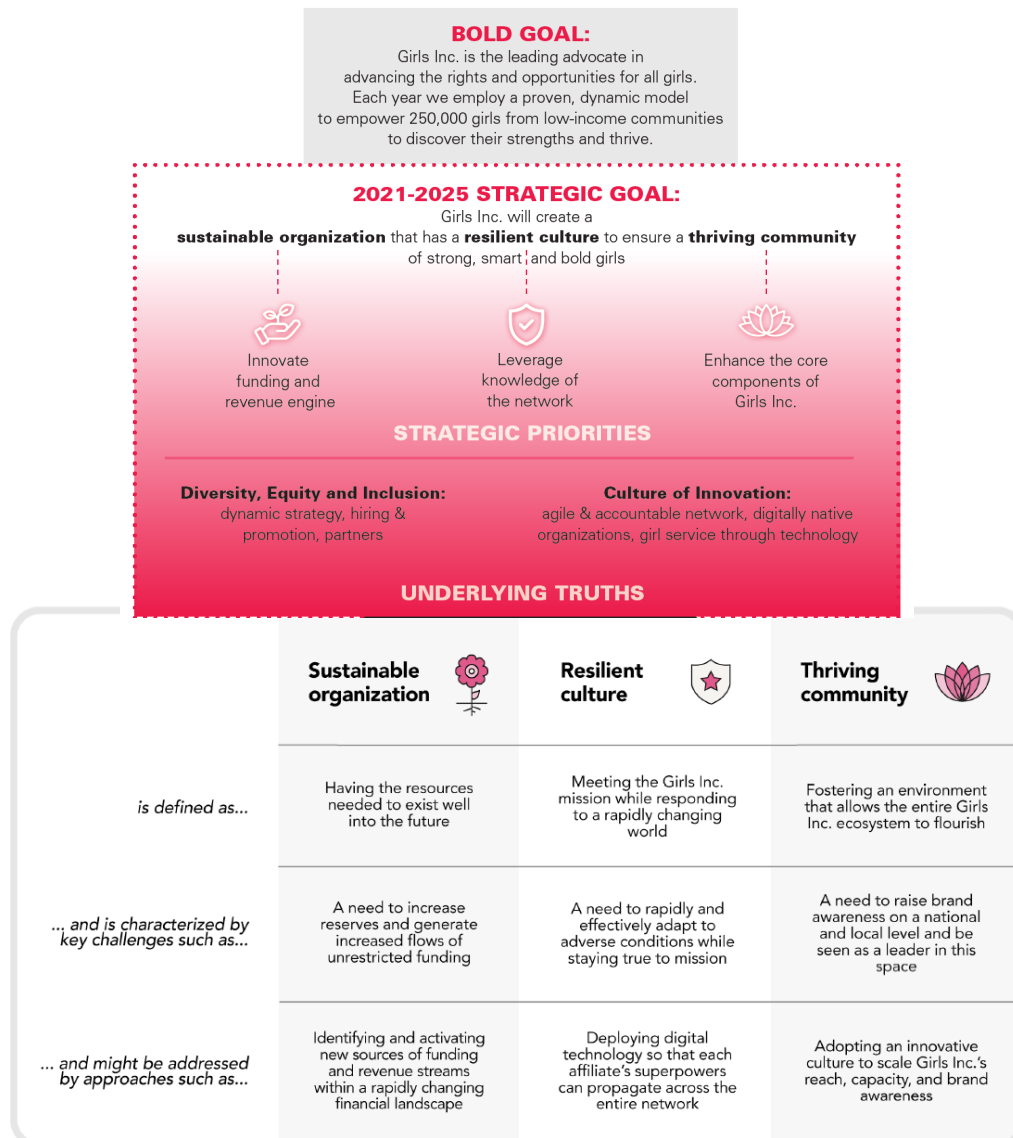 BOLD GOAL:
Girls Inc. is the leading advocate in
advancing the rights and opportunities for all girls.
Each year we employ a proven, dynamic model
to empower 250,000 girls from low-income communities
to discover their strengths and thrive.
2021-2025 STRATEGIC GOAL:
Girls Inc. will create a
sustainable organization that has a resilient culture to ensure a thriving community
of strong, smart and bold girls
Innovate
funding and
revenue engine
Leverage
knowledge of
the network
Enhance the core
components of
Girls Inc.
STRATEGIC PRIORITIES
Diversity, Equity and Inclusion:
dynamic strategy, hiring &
promotion, partners
Culture of Innovation:
agile & accountable network, digitally native
organizations, girl service through technology
UNDERLYING TRUTHS
Sustainable
organization
Resilient
culture
Thriving
community
is defined as...
Having the resources
needed to exist well
into the future
Meeting the Girls Inc.
mission while responding
to a rapidly changing
world
Fostering an environment
that allows the entire Girls
Inc. ecosystem to flourish
... and is characterized by
key challenges such as...
A need to increase
reserves and generate
increased flows of
unrestricted funding
A need to rapidly and
effectively adapt to
adverse conditions while
staying true to mission
A need to raise brand
awareness on a national
and local level and be
seen as a leader in this
space
... and might be addressed
by approaches such as...
Identifying and activating
new sources of funding
and revenue streams
within a rapidly changing
financial landscape
Deploying digital
technology so that each
affiliate's superpowers
can propagate across the
entire network
Adopting an innovative
culture to scale Girls Inc.'s
reach, capacity, and brand
awareness